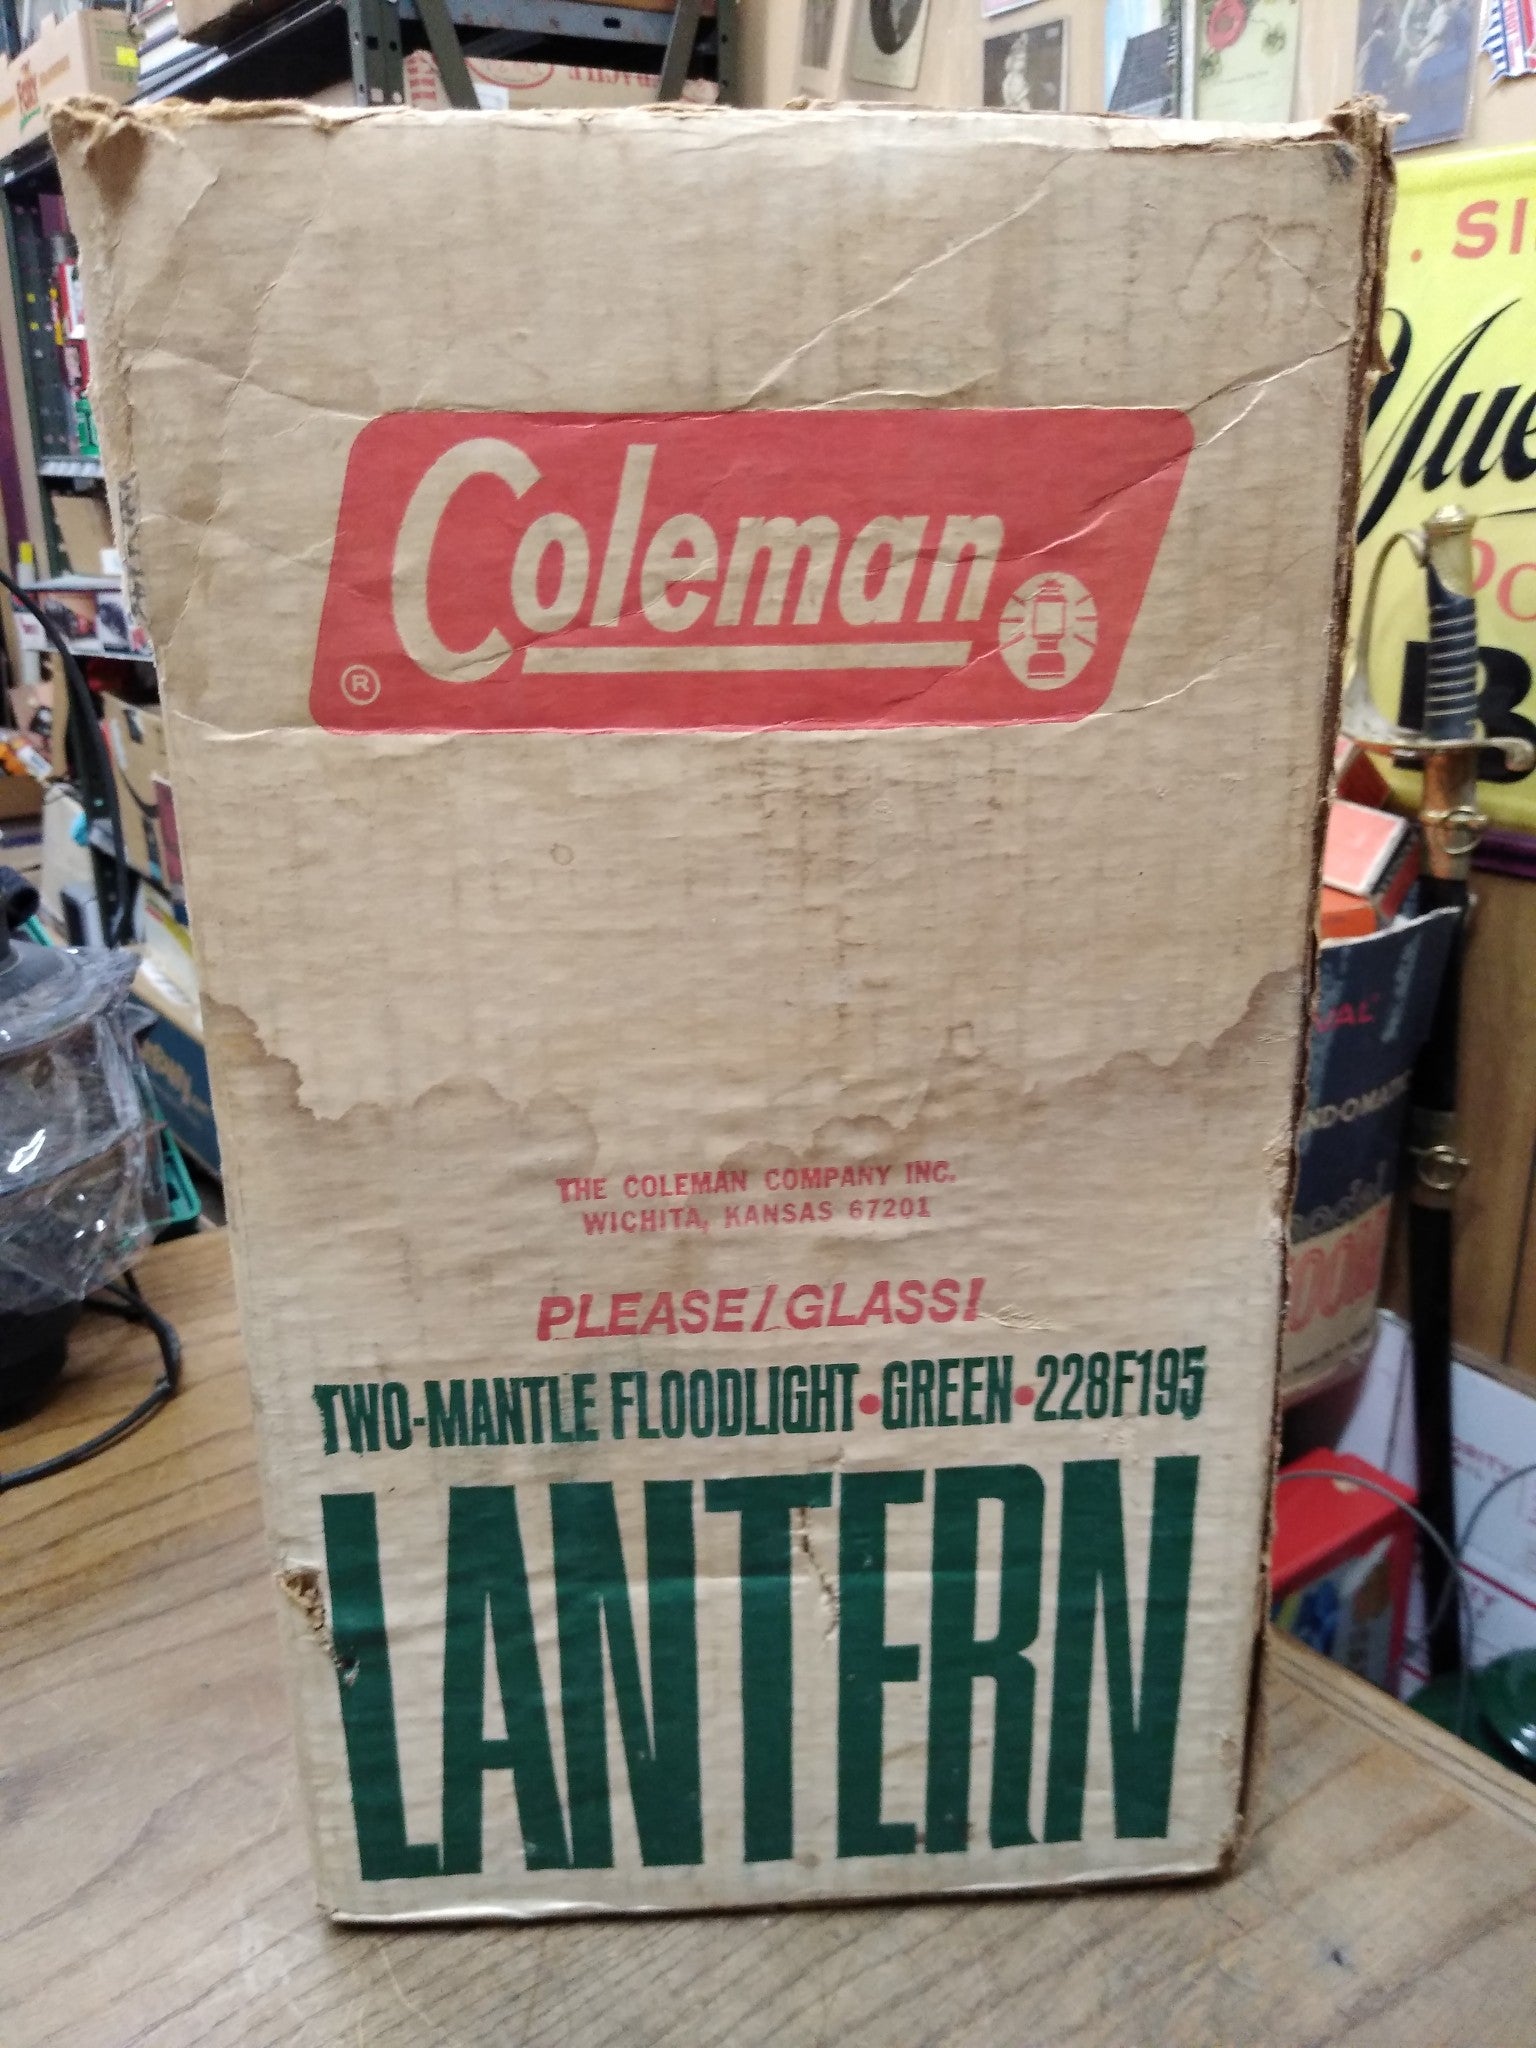 Coleman
®
THE COLEMAN COMPANY INC.
WICHITA, KANSAS 67201
PLEASE/GLASS!
TWO-MANTLE FLOODLIGHT•GREEN•228F195
LANTERN